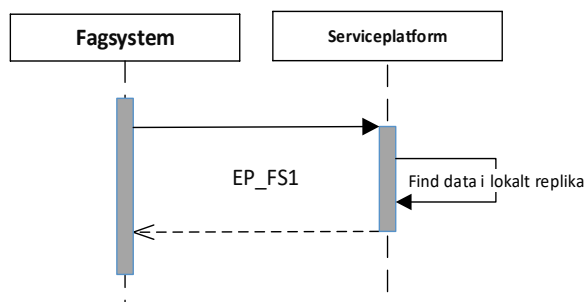 Fagsystem
Serviceplatform
EP_FS1
Find data i lokalt replika